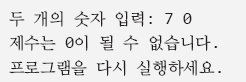 두 개의 숫자 입력: 7 0
제수는 0이 될 수 없습니다.
프로그램을 다시 실행하세요.